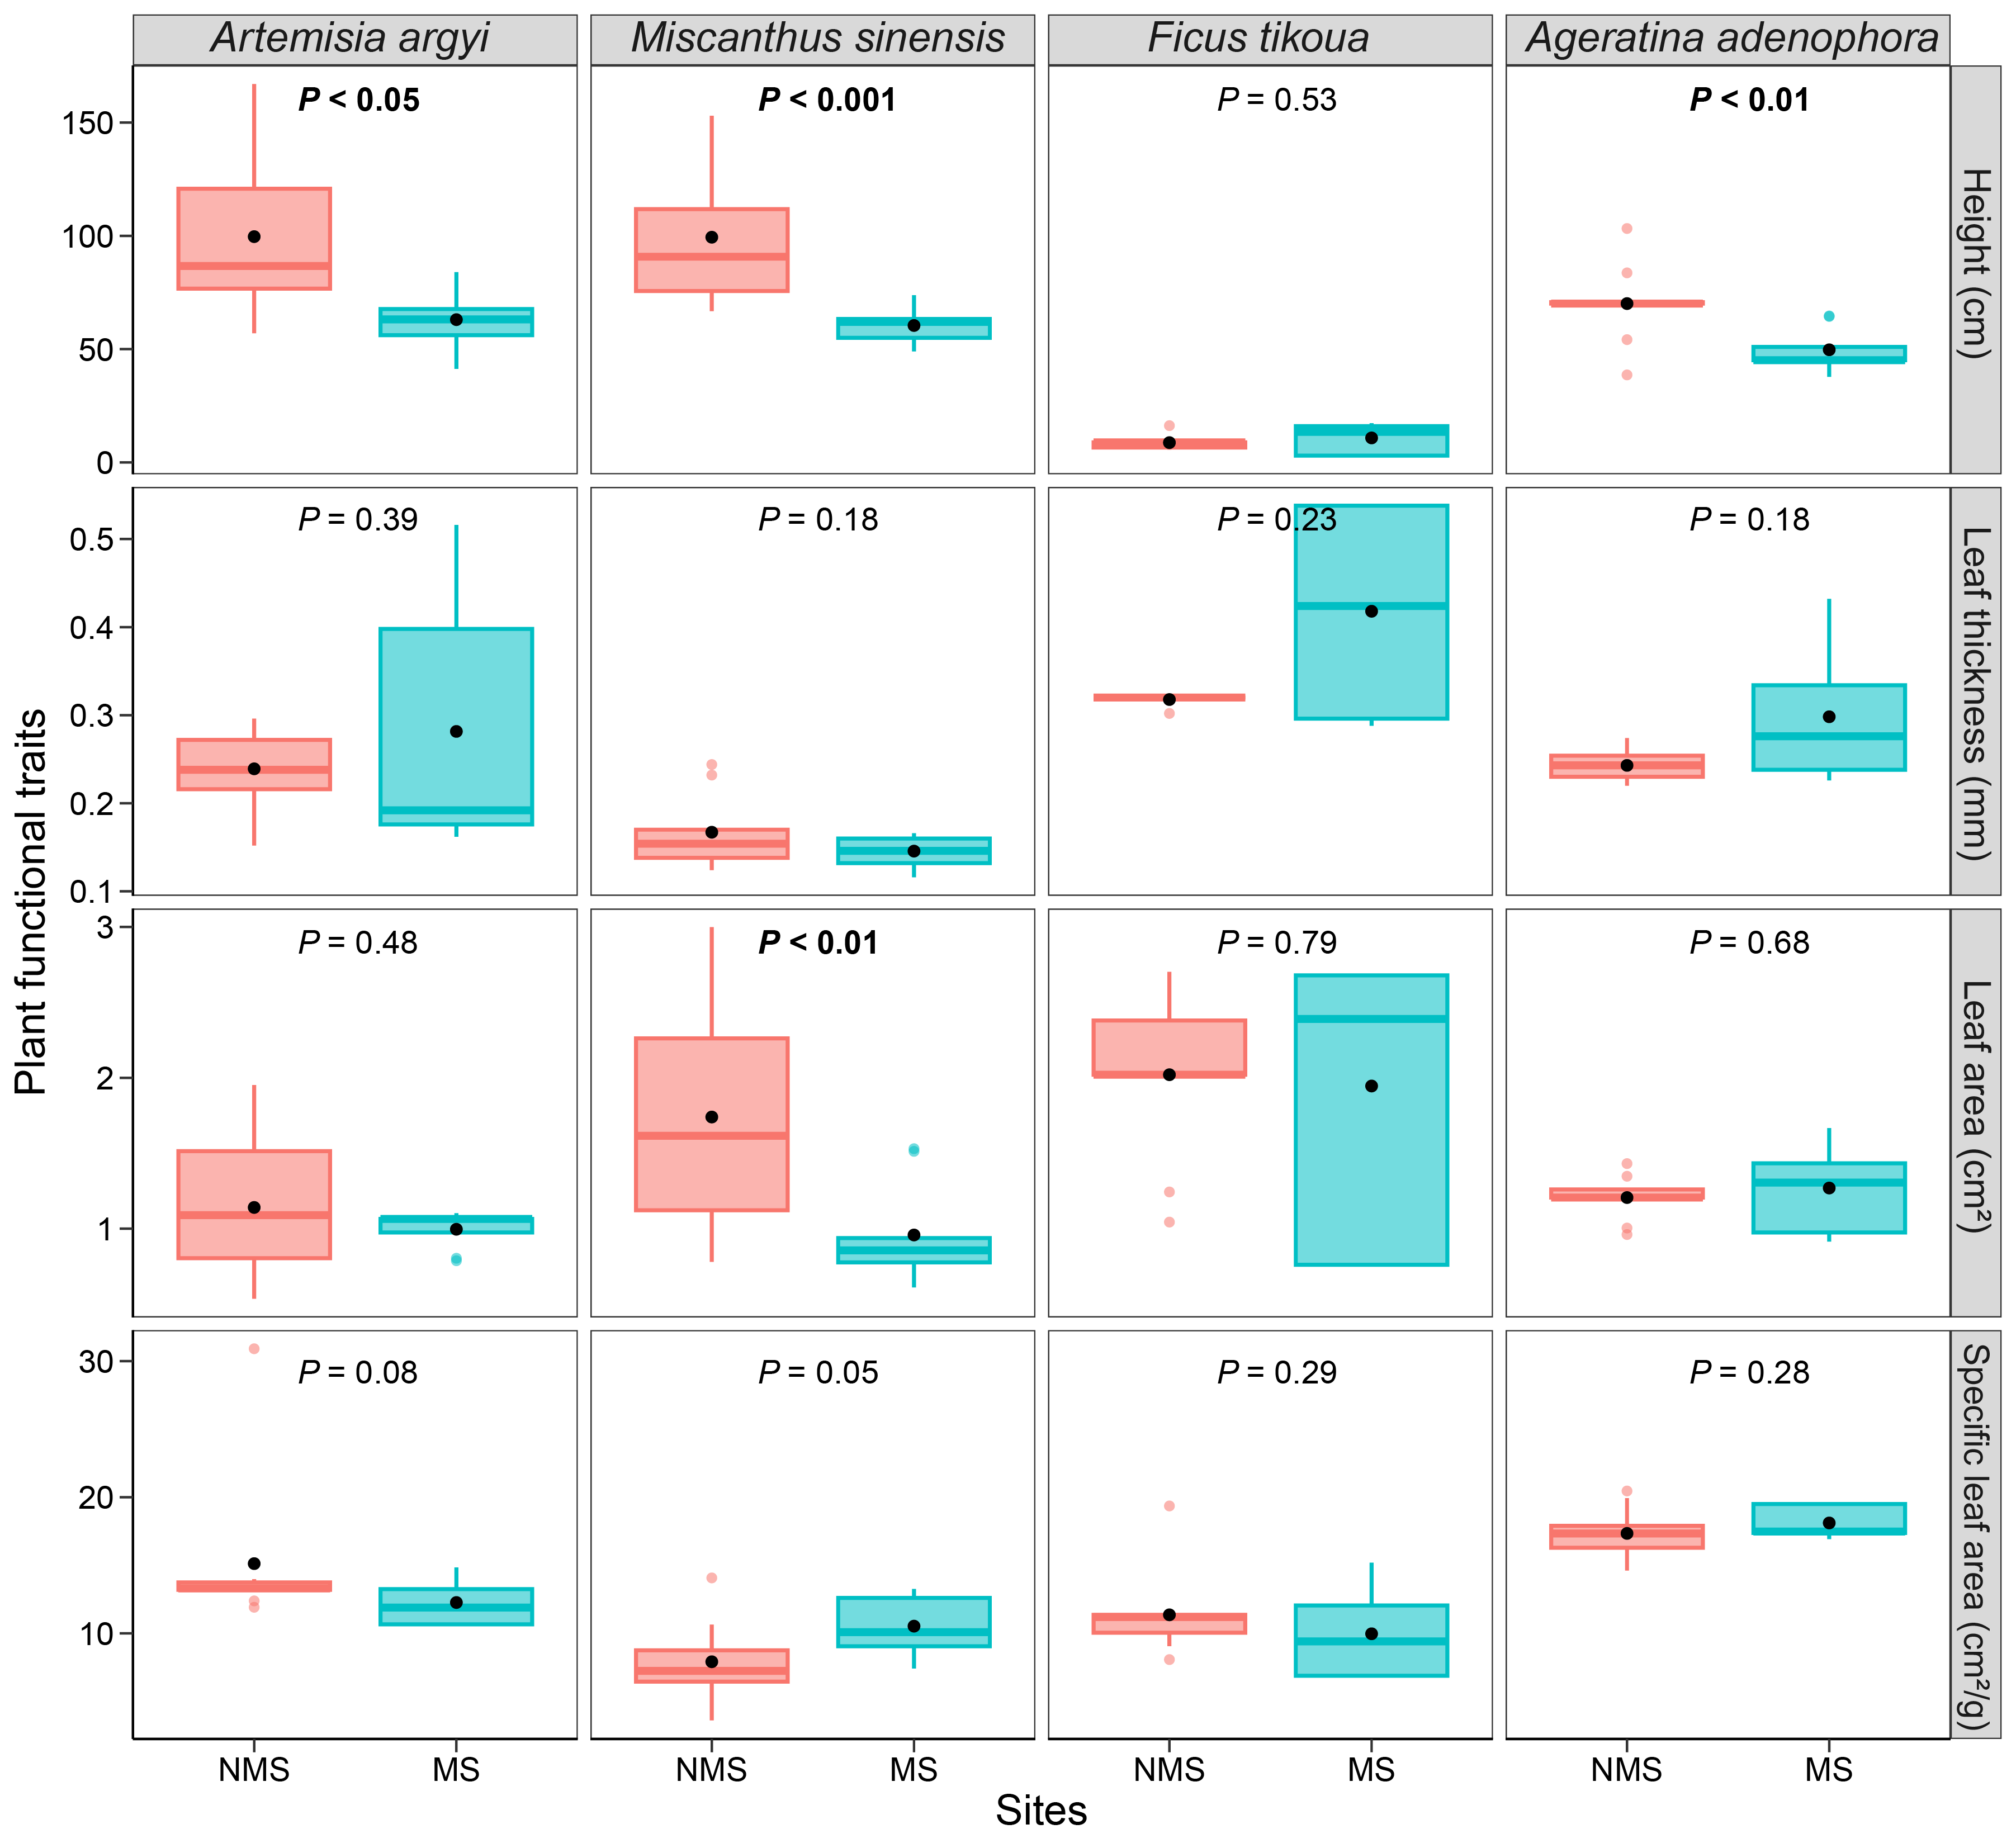 Artemisia argyi
Miscanthus sinensis
Ficus tikoua
Ageratina adenophora
P < 0.05
P < 0.001
P = 0.53
P < 0.01
150
100
50
0
Height (cm)
P = 0.39
P = 0.18
P = 0.23
P = 0.18
0.5
0.4
0.3
0.2
0.1
Leaf thickness (mm)
Plant functional traits
P = 0.48
P < 0.01
P = 0.79
P = 0.68
3
2
1
Leaf area (cm²)
P = 0.08
P = 0.05
P = 0.29
P = 0.28
30
20
10
Specific leaf area (cm²/g)
NMS
MS
NMS
MS
NMS
MS
NMS
MS
Sites